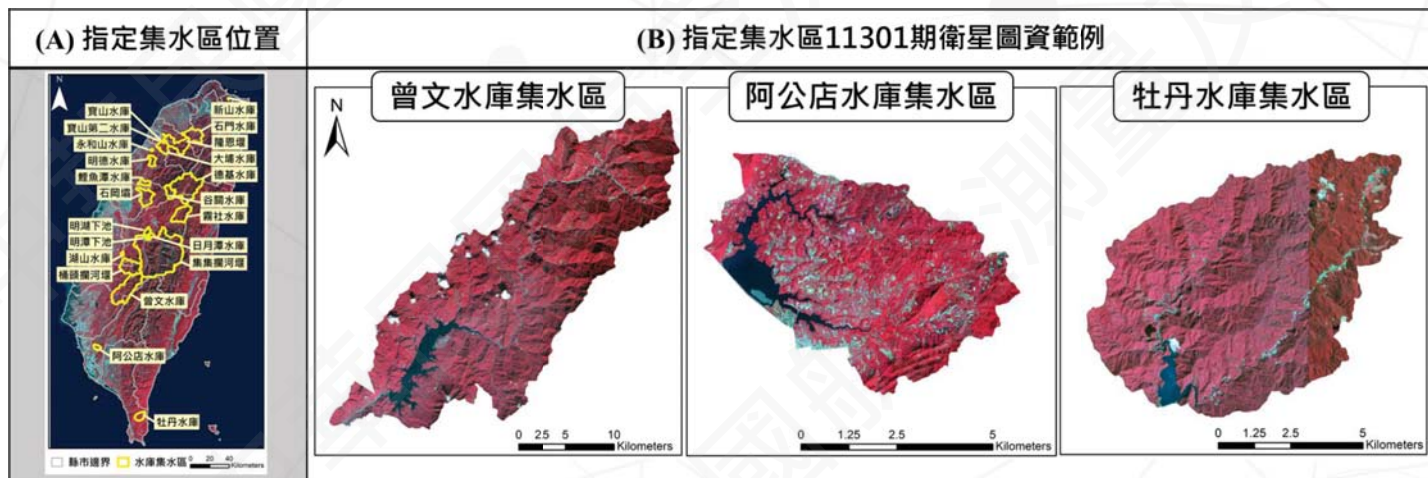 (A) 指定集水區位置
(B) 指定集水區11301期衛星圖資範例
N
寶山水庫
寶山第二水庫
永和山水庫
明德水庫
鯉魚潭水庫
石岡壩
明湖下池
明潭下池
湖山水庫
桶頭攔河堰
新山水庫
石門水庫
隆恩堰
大埔水庫
德基水庫
谷關水庫
霧社水庫
日月潭水庫
集集攔河堰
曾文水庫
阿公店水庫
牡丹水庫
縣市邊界 水庫集水區 0 20 40 Kilometers
曾文水庫集水區
N
0 2.5 5 10
Kilometers
阿公店水庫集水區
0 1.25 2.5 5
Kilometers
牡丹水庫集水區
0 1.25 2.5 5
Kilometers